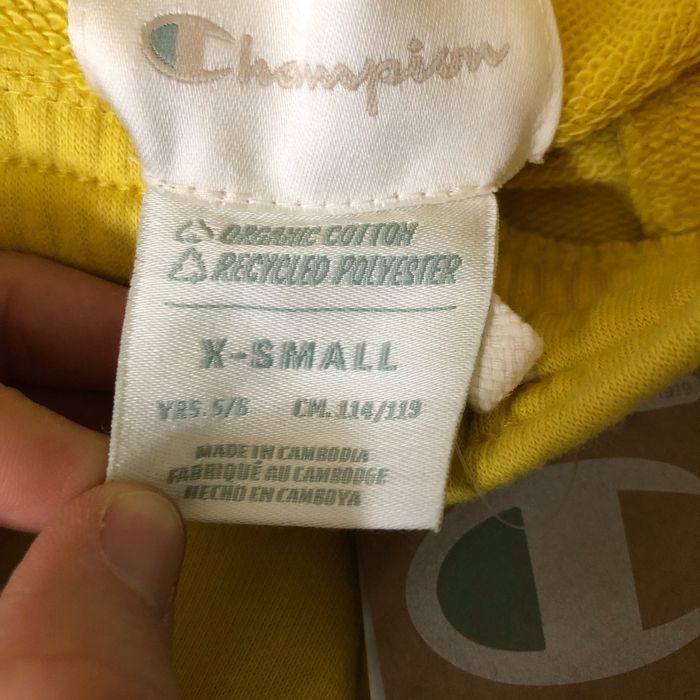 Champion
ORGANIC COTTON
RECYCLED POLYESTER
X-SMALL
YRS. 5/6 CM. 114/119
MADE IN CAMBODIA
FABRIQUÉ AU CAMBODGE
HECHO EN CAMBOYA